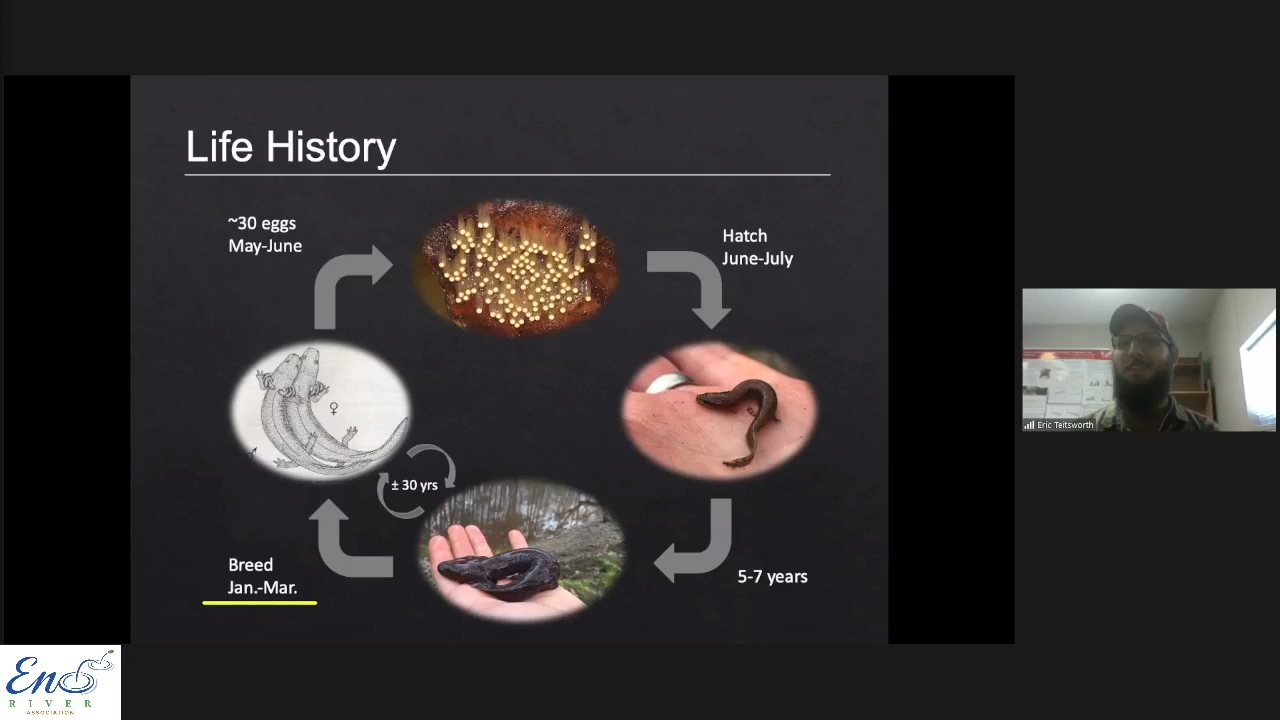 Life History
~30 eggs
May-June
Hatch
June-July
♀
♂
± 30 yrs
Breed
Jan.-Mar.
5-7 years
Eric Teitsworth
Eno
RIVER
ASSOCIATION